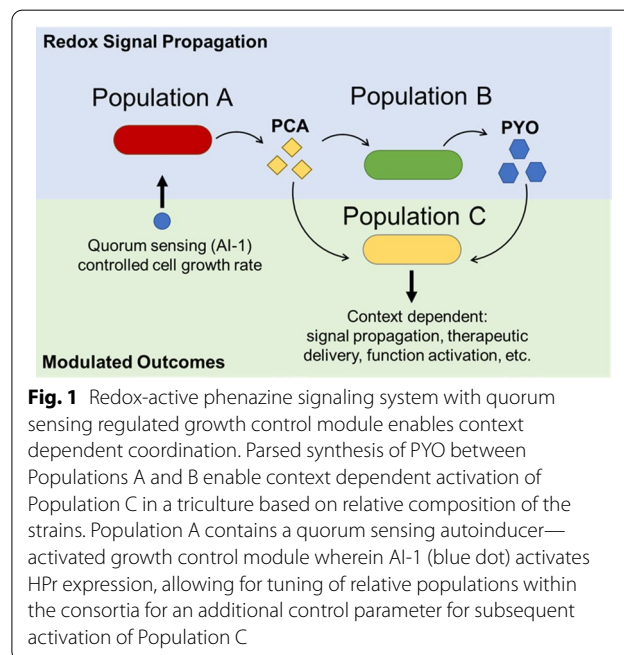 Redox Signal Propagation
Population A
Population B
PCA
PYO
Population C
Quorum sensing (AI-1)
controlled cell growth rate
Context dependent:
signal propagation, therapeutic
delivery, function activation, etc.
Modulated Outcomes
Fig. 1 Redox-active phenazine signaling system with quorum
sensing regulated growth control module enables context
dependent coordination. Parsed synthesis of PYO between
Populations A and B enable context dependent activation of
Population C in a triculture based on relative composition of the
strains. Population A contains a quorum sensing autoinducer—
activated growth control module wherein AI-1 (blue dot) activates
HPr expression, allowing for tuning of relative populations within
the consortia for an additional control parameter for subsequent
activation of Population C